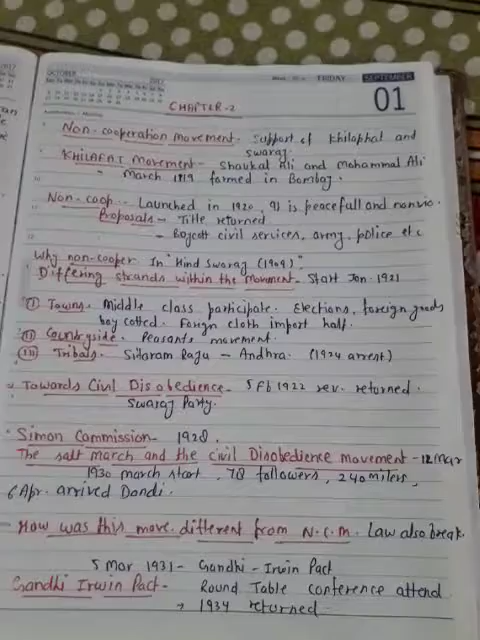 OCTOBER 2017
FRIDAY SEPTEMBER
01
CHAPTER-2
Non-cooperation movement- support of khilaphat and
swaraj.
KHILAFAT Movement- Shaukat Ali and Mohammal Ali
- March 1919 formed in Bombay.
Non-coop- Launched in 1920, 91 is peacefull and nonvio.
Proposals- Title returned
- Boycott civil services, army, police etc
Why non-cooper In "Hind Swaraj (1909)".
Differing strands within the movement- Start Jan. 1921
(I) Towns- Middle class participate. Elections, foreign goods
boycotted. Foreign cloth import half.
(II) Countryside- Peasants movement.
(III) Tribals- Sitaram Raju - Andhra. (1924 arrest)
Towards Civil Disobedience- 5 Fb 1922 rev. returned.
Swaraj Party.
Simon Commission- 1928.
The salt march and the civil Disobedience movement-12 Mar
1930 march start, 78 followers, 240 miters,
6 Apr. arrived Dandi.
How was this move. different from N.C.M. Law also break.
5 Mar 1931- Gandhi-Irwin Pact
Gandhi Irwin Pact- Round Table conference attend
→ 1934 returned